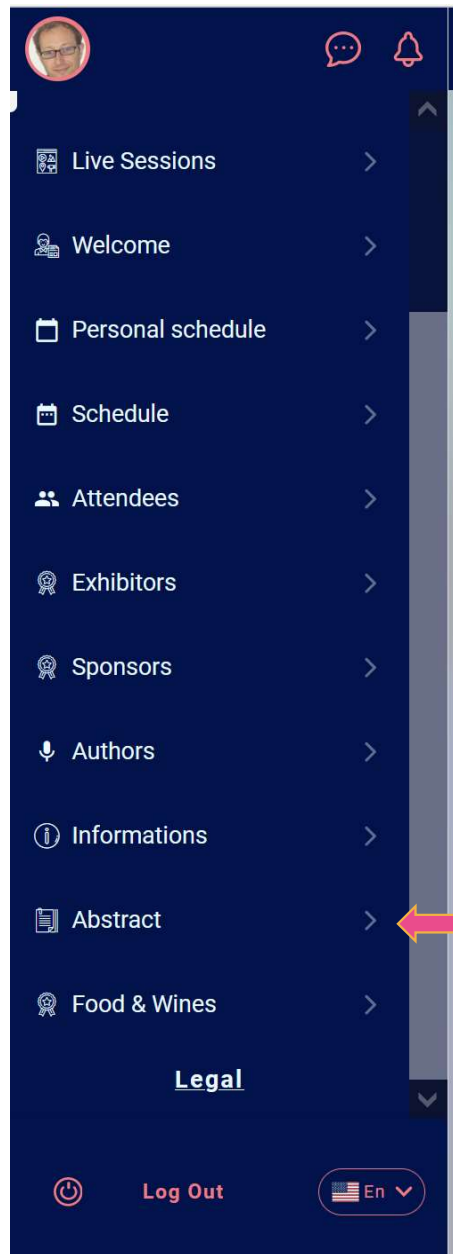 Live Sessions
Welcome
Personal schedule
Schedule
Attendees
Exhibitors
Sponsors
Authors
Informations
Abstract
Food & Wines
Legal
Log Out
En